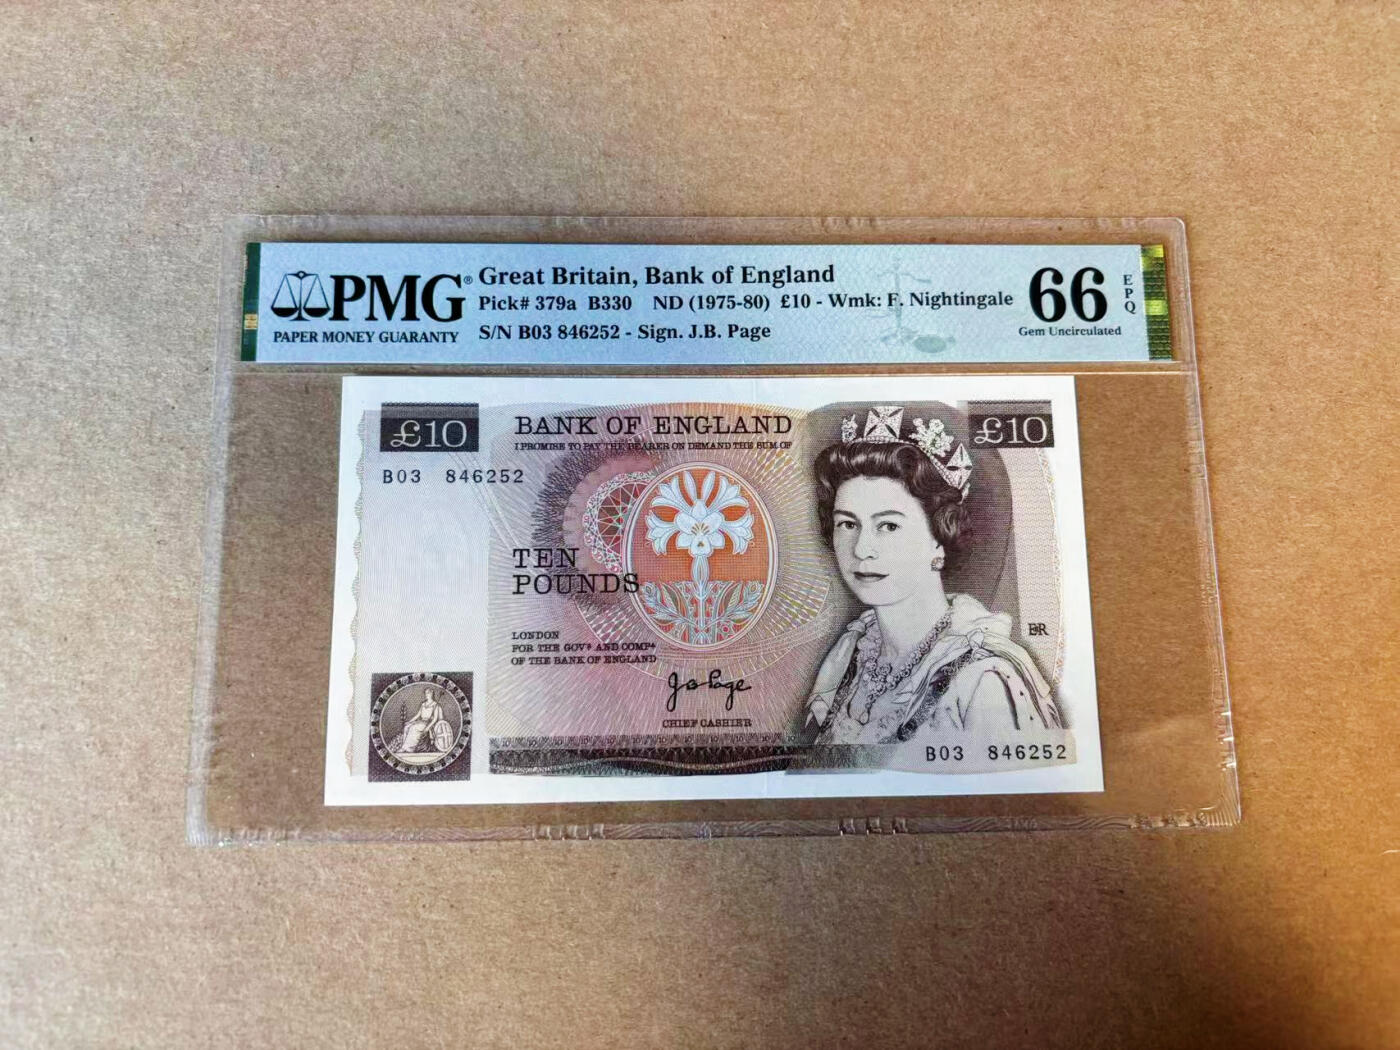 PMG®
PAPER MONEY GUARANTY
Great Britain, Bank of England
Pick# 379a B330 ND (1975-80) £10 - Wmk: F. Nightingale
S/N B03 846252 - Sign. J.B. Page
66
EPQ
Gem Uncirculated
£10
BANK OF ENGLAND
£10
I PROMISE TO PAY THE BEARER ON DEMAND THE SUM OF
B03 846252
TEN
POUNDS
LONDON
FOR THE GOVR AND COMPA
OF THE BANK OF ENGLAND
ER
J B Page
CHIEF CASHIER
B03 846252